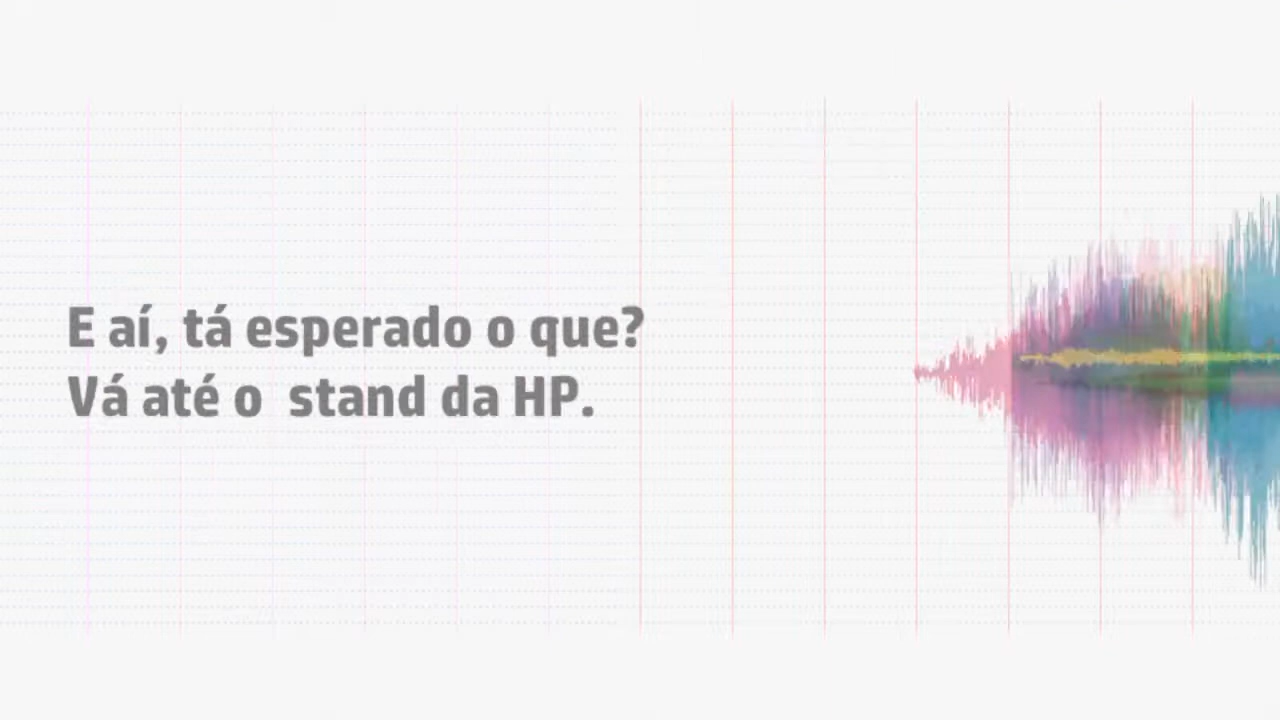 E aí, tá esperado o que?
Vá até o stand da HP.